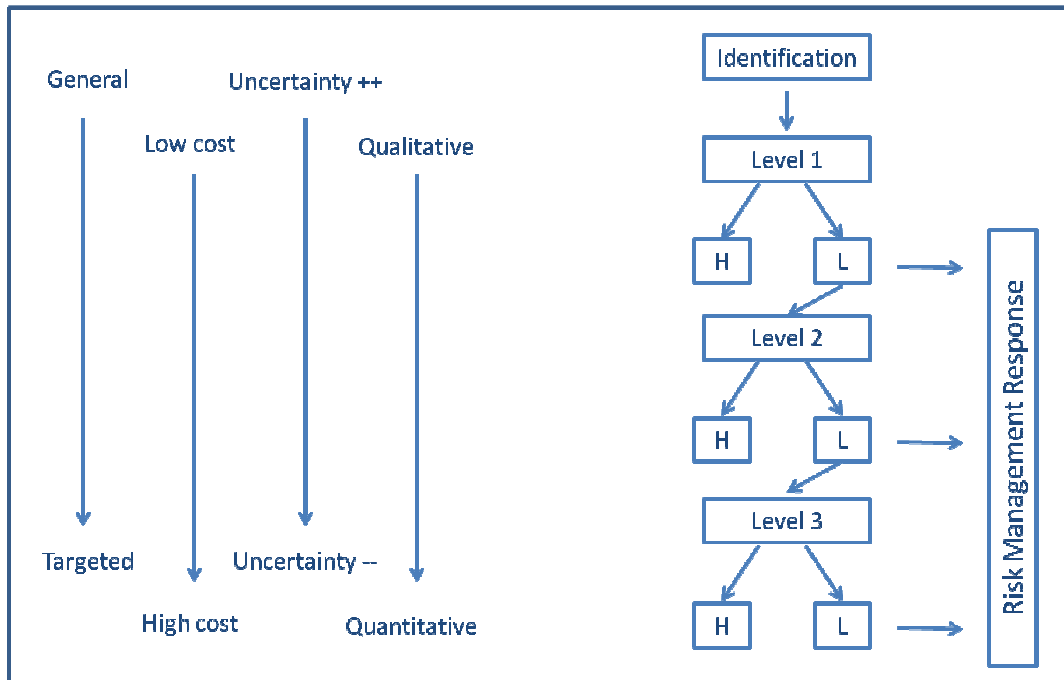 General
Uncertainty ++
Low cost
Qualitative
Targeted
Uncertainty --
High cost
Quantitative
Identification
Level 1
H
L
Level 2
H
L
Level 3
H
L
Risk Management Response